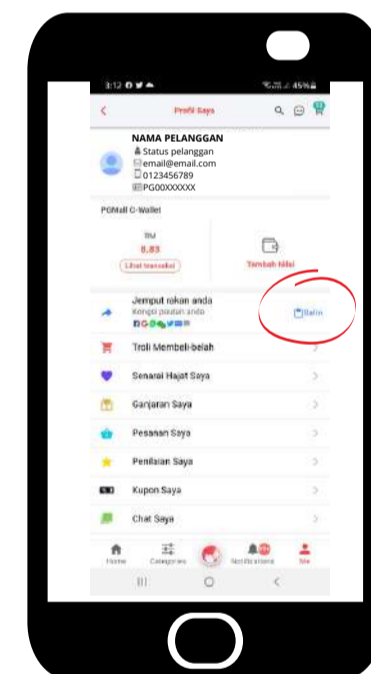 3:12
45%
Profil Saya
NAMA PELANGGAN
Status pelanggan
email@email.com
0123456789
PG00XXXXXX
PGMall C-Wallet
RM
8.83
Lihat transaksi
Tambah Nilai
Jemput rakan anda
Kongsi pautan anda
Salin
Troli Membeli-belah
Senarai Hajat Saya
Ganjaran Saya
Pesanan Saya
Penilaian Saya
Kupon Saya
Chat Saya
Home
Categories
Notifications
Me